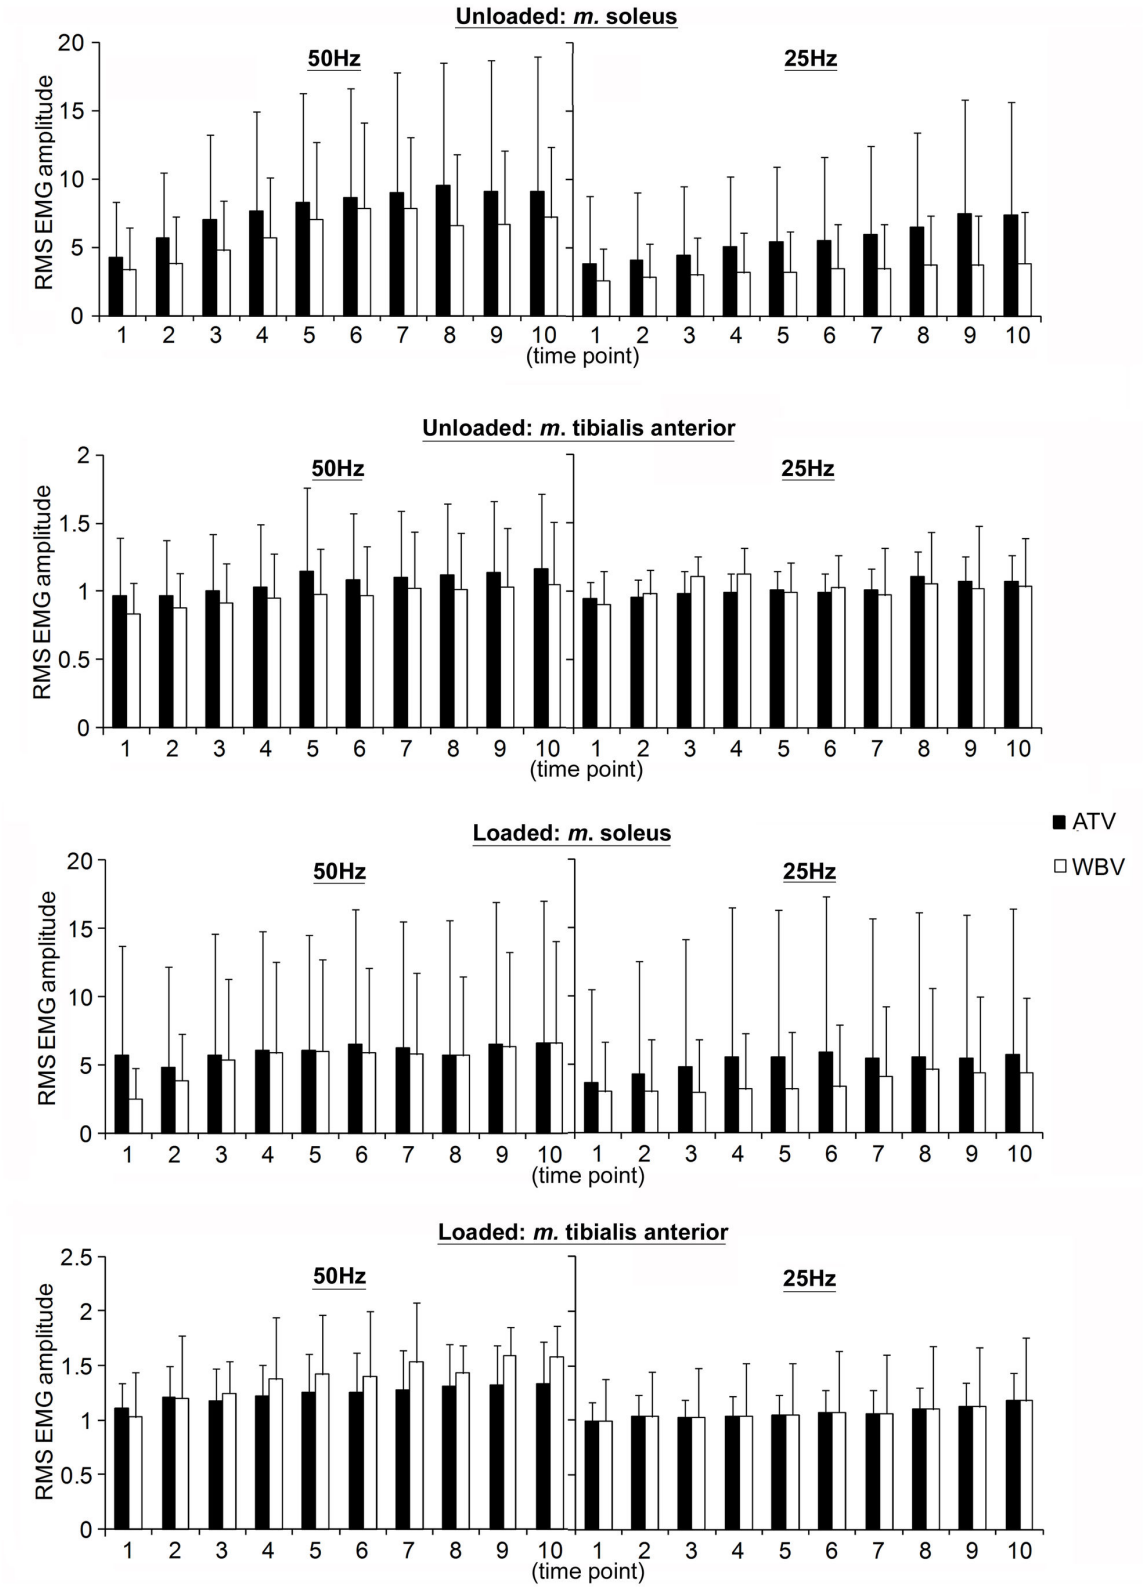 Unloaded: m. soleus
50Hz 25Hz
RMS EMG amplitude
20
15
10
5
0
1 2 3 4 5 6 7 8 9 10 1 2 3 4 5 6 7 8 9 10
(time point)
Unloaded: m. tibialis anterior
50Hz 25Hz
RMS EMG amplitude
2
1.5
1
0.5
0
1 2 3 4 5 6 7 8 9 10 1 2 3 4 5 6 7 8 9 10
(time point)
ATV
WBV
Loaded: m. soleus
50Hz 25Hz
RMS EMG amplitude
20
15
10
5
0
1 2 3 4 5 6 7 8 9 10 1 2 3 4 5 6 7 8 9 10
(time point)
Loaded: m. tibialis anterior
50Hz 25Hz
RMS EMG amplitude
2.5
2
1.5
1
0.5
0
1 2 3 4 5 6 7 8 9 10 1 2 3 4 5 6 7 8 9 10
(time point)